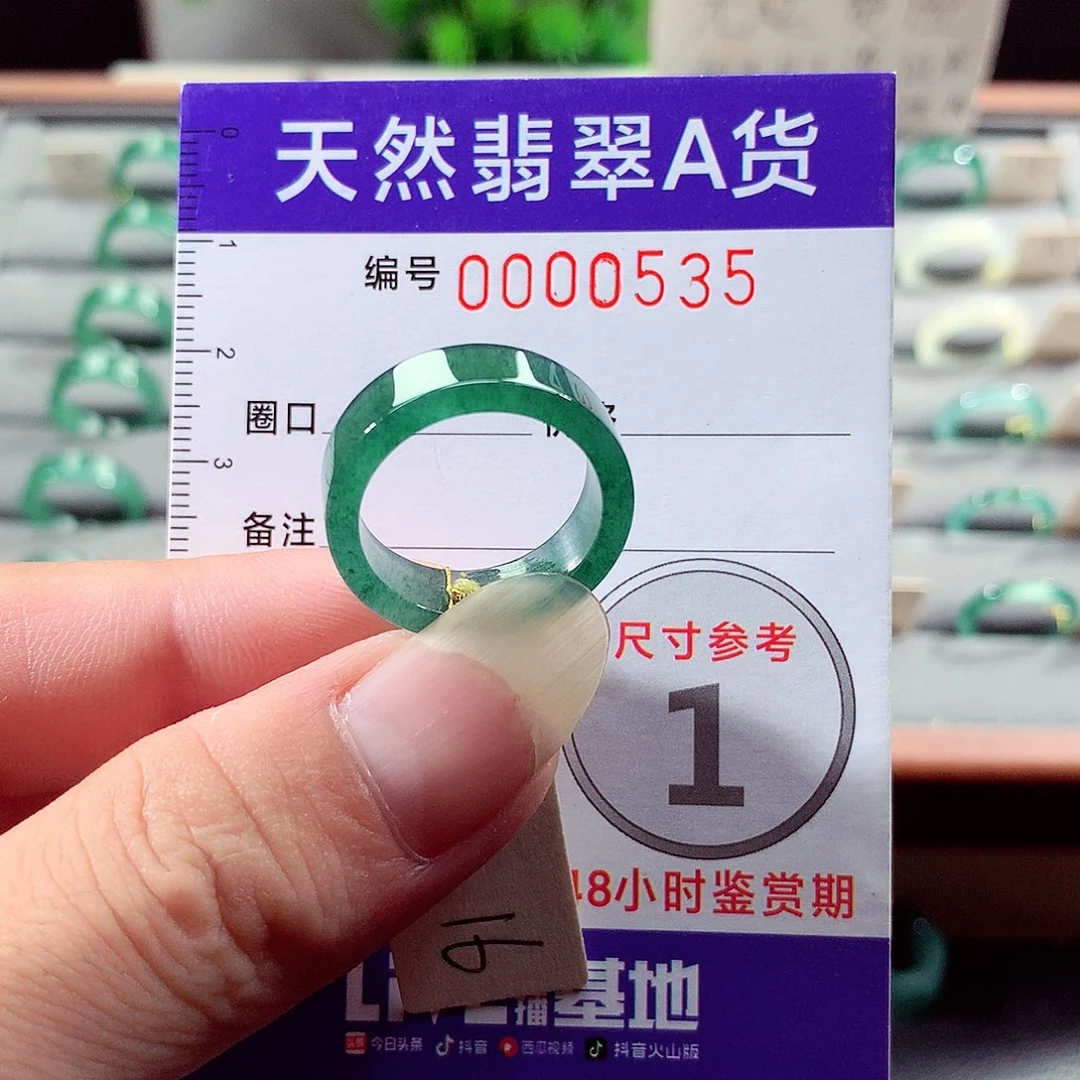 天然翡翠A货
编号 0000535
0
1
2
3
圈口
备注
尺寸参考
1
48小时鉴赏期
播基地
今日头条 抖音 西瓜视频 抖音火山版